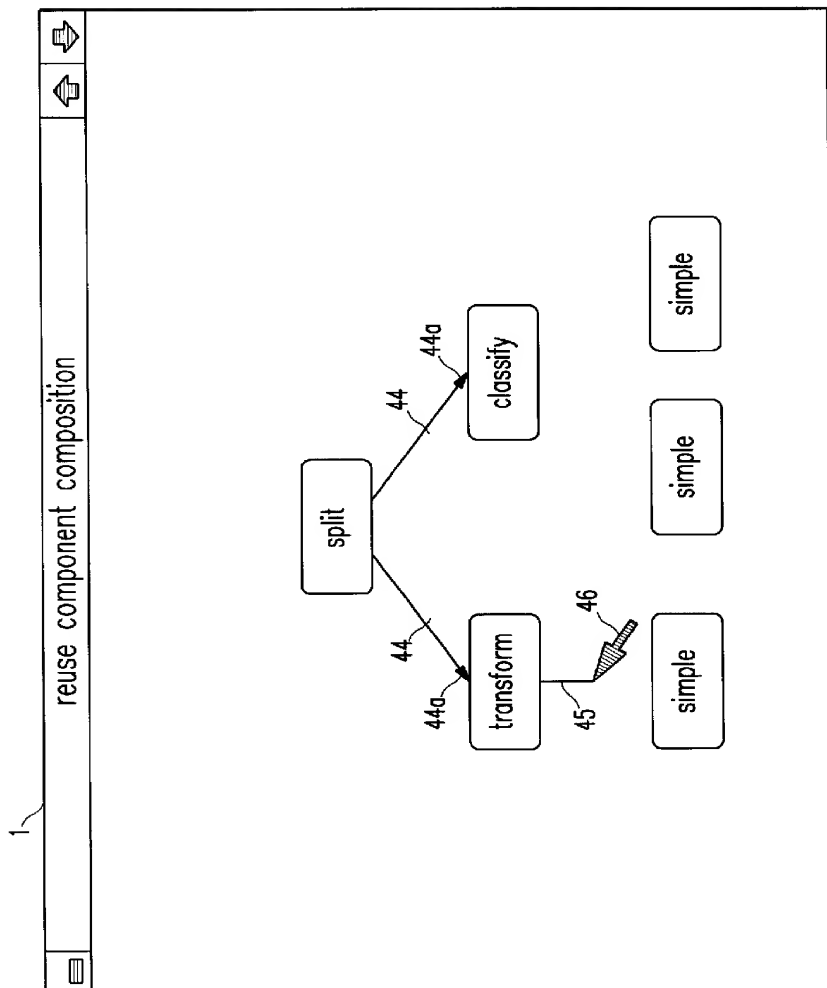 1
reuse component composition
split
44
44
44a
44a
transform
classify
45
46
simple
simple
simple